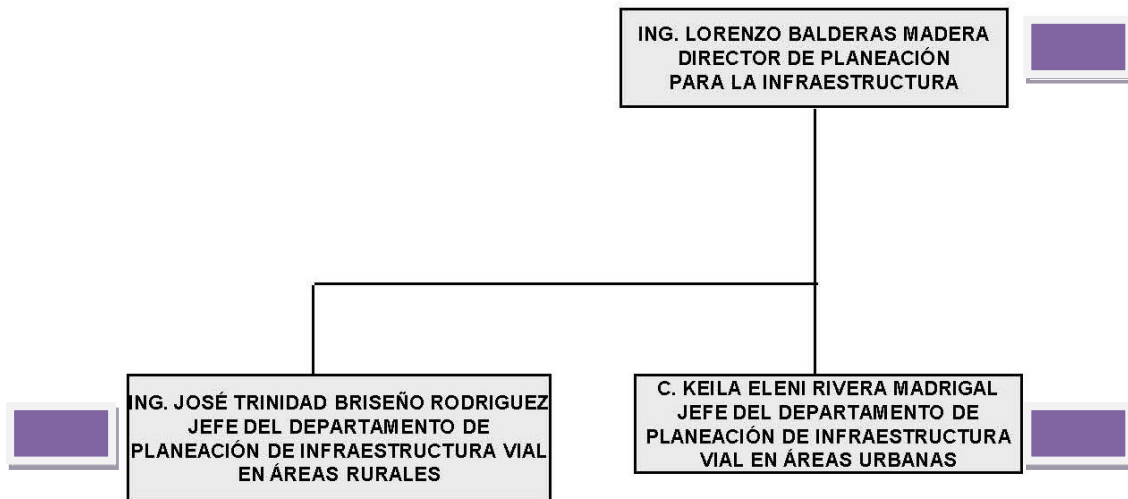 ING. LORENZO BALDERAS MADERA
DIRECTOR DE PLANEACIÓN
PARA LA INFRAESTRUCTURA
ING. JOSÉ TRINIDAD BRISEÑO RODRIGUEZ
JEFE DEL DEPARTAMENTO DE
PLANEACIÓN DE INFRAESTRUCTURA VIAL
EN ÁREAS RURALES
C. KEILA ELENI RIVERA MADRIGAL
JEFE DEL DEPARTAMENTO DE
PLANEACIÓN DE INFRAESTRUCTURA
VIAL EN ÁREAS URBANAS